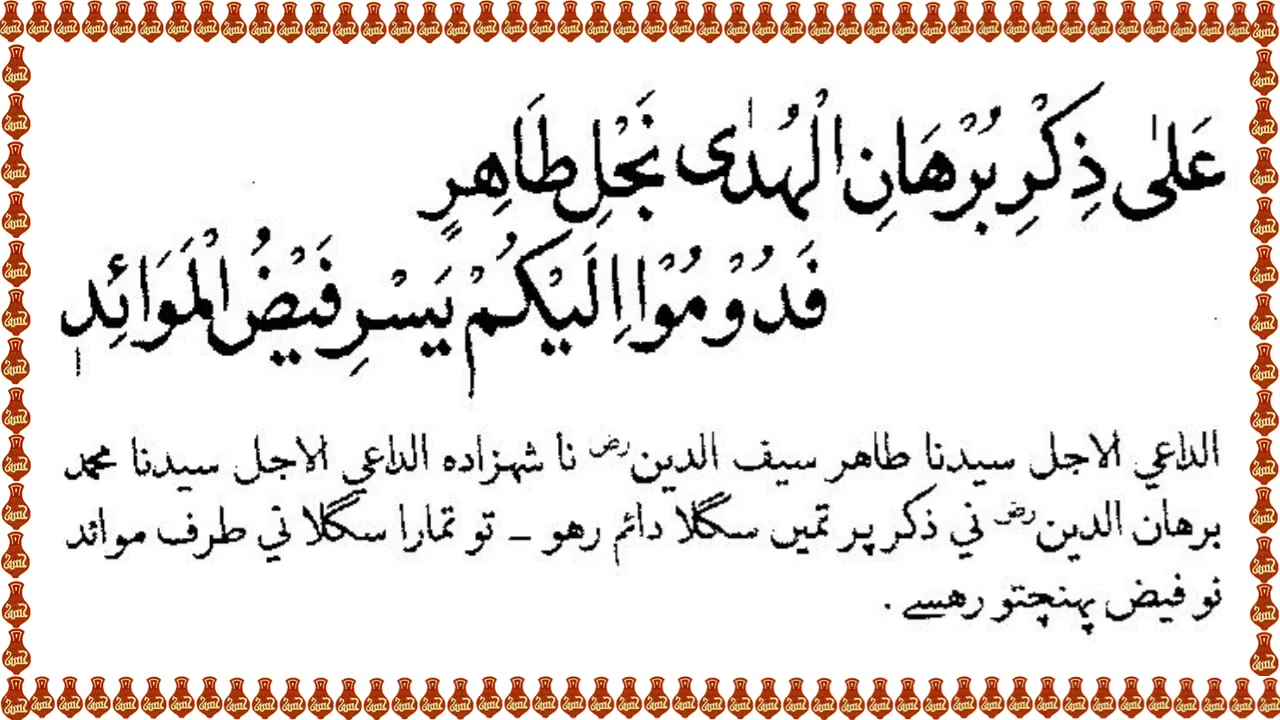 عَلىٰ ذِكْرِ بُرْهَانِ الْهُدٰى نَجْلِ طَاهِرٍ
فَدُوْمُوْا اِلَيْكُمْ يَسْرِ فَيْضُ الْمَوَائِدِ
الداعي الاجل سيدنا طاهر سيف الدين رض نا شهزاده الداعي الاجل سيدنا محمد
برهان الدين رض ني ذكر پر تميں سگلا دائم رهو _ تو تمارا سگلا ني طرف موائد
نو فيض پهنچتو رهسے .